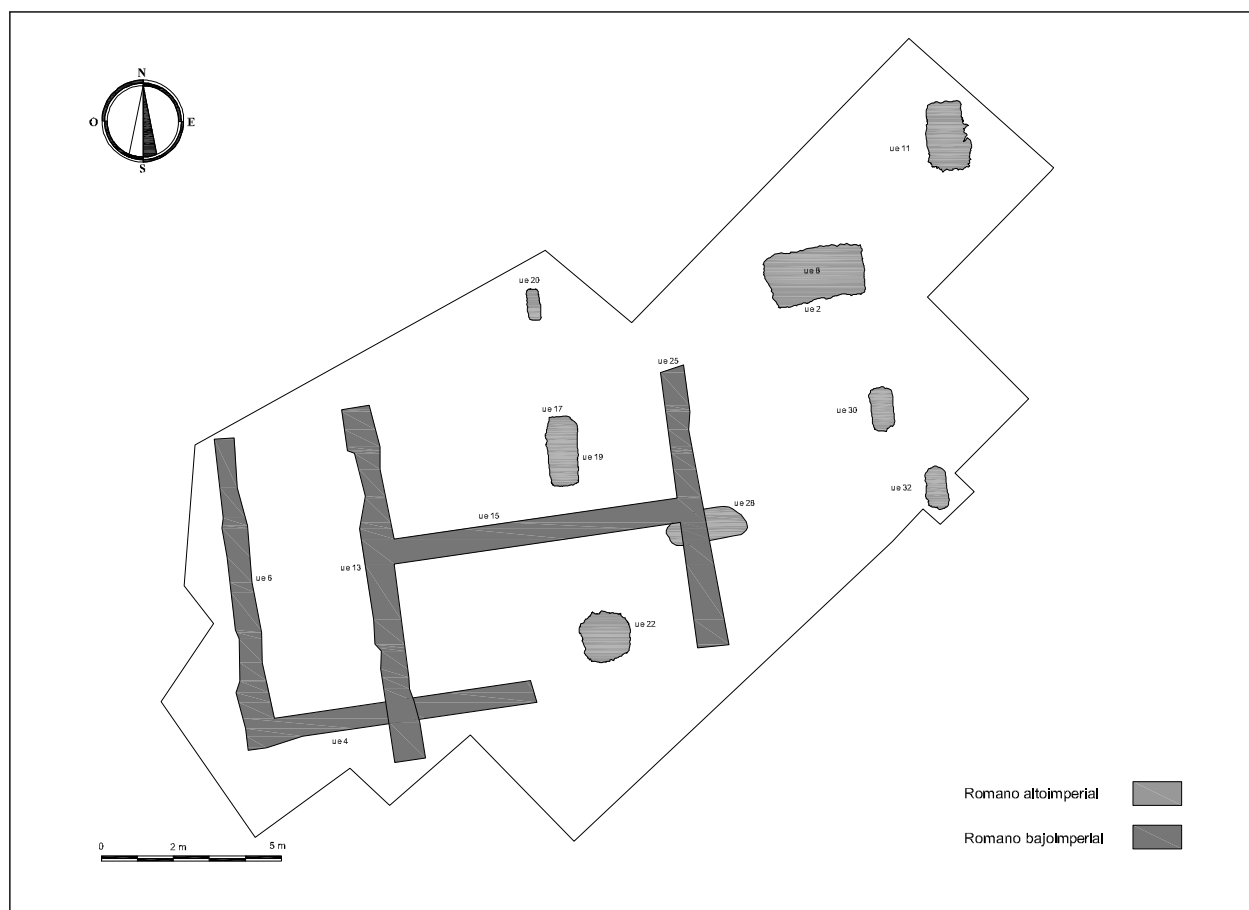 N
O
E
S
ue 11
ue 8
ue 2
ue 20
ue 25
ue 30
ue 17
ue 19
ue 32
ue 28
ue 15
ue 13
ue 6
ue 22
ue 4
Romano altoimperial
Romano bajoImperial
0 2 m 5 m